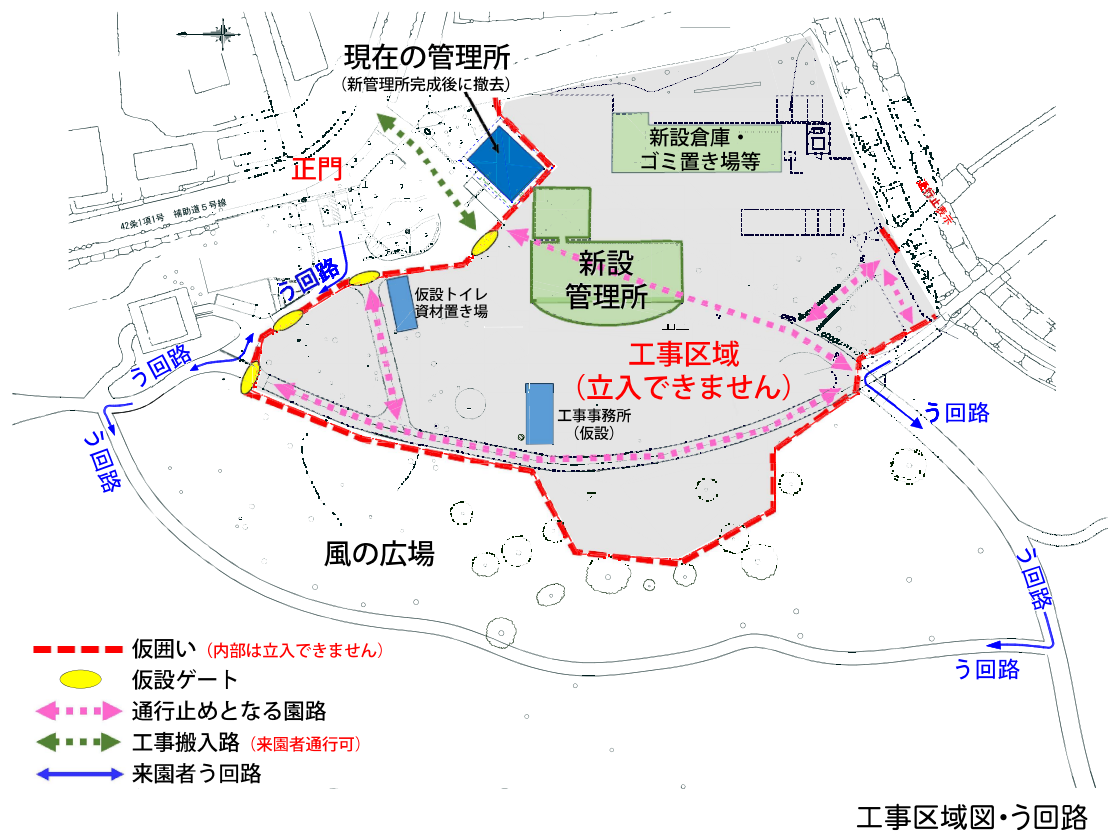 現在の管理所
（新管理所完成後に撤去）
新設倉庫・
ゴミ置き場等
正門
通行止表示
42条1項1号　補助道５号線
新設
管理所
う回路
仮設トイレ
資材置き場
う回路
工事区域
（立入できません）
工事事務所
（仮設）
う回路
う回路
風の広場
う回路
う回路
仮囲い（内部は立入できません）
仮設ゲート
通行止めとなる園路
工事搬入路（来園者通行可）
来園者う回路
工事区域図・う回路